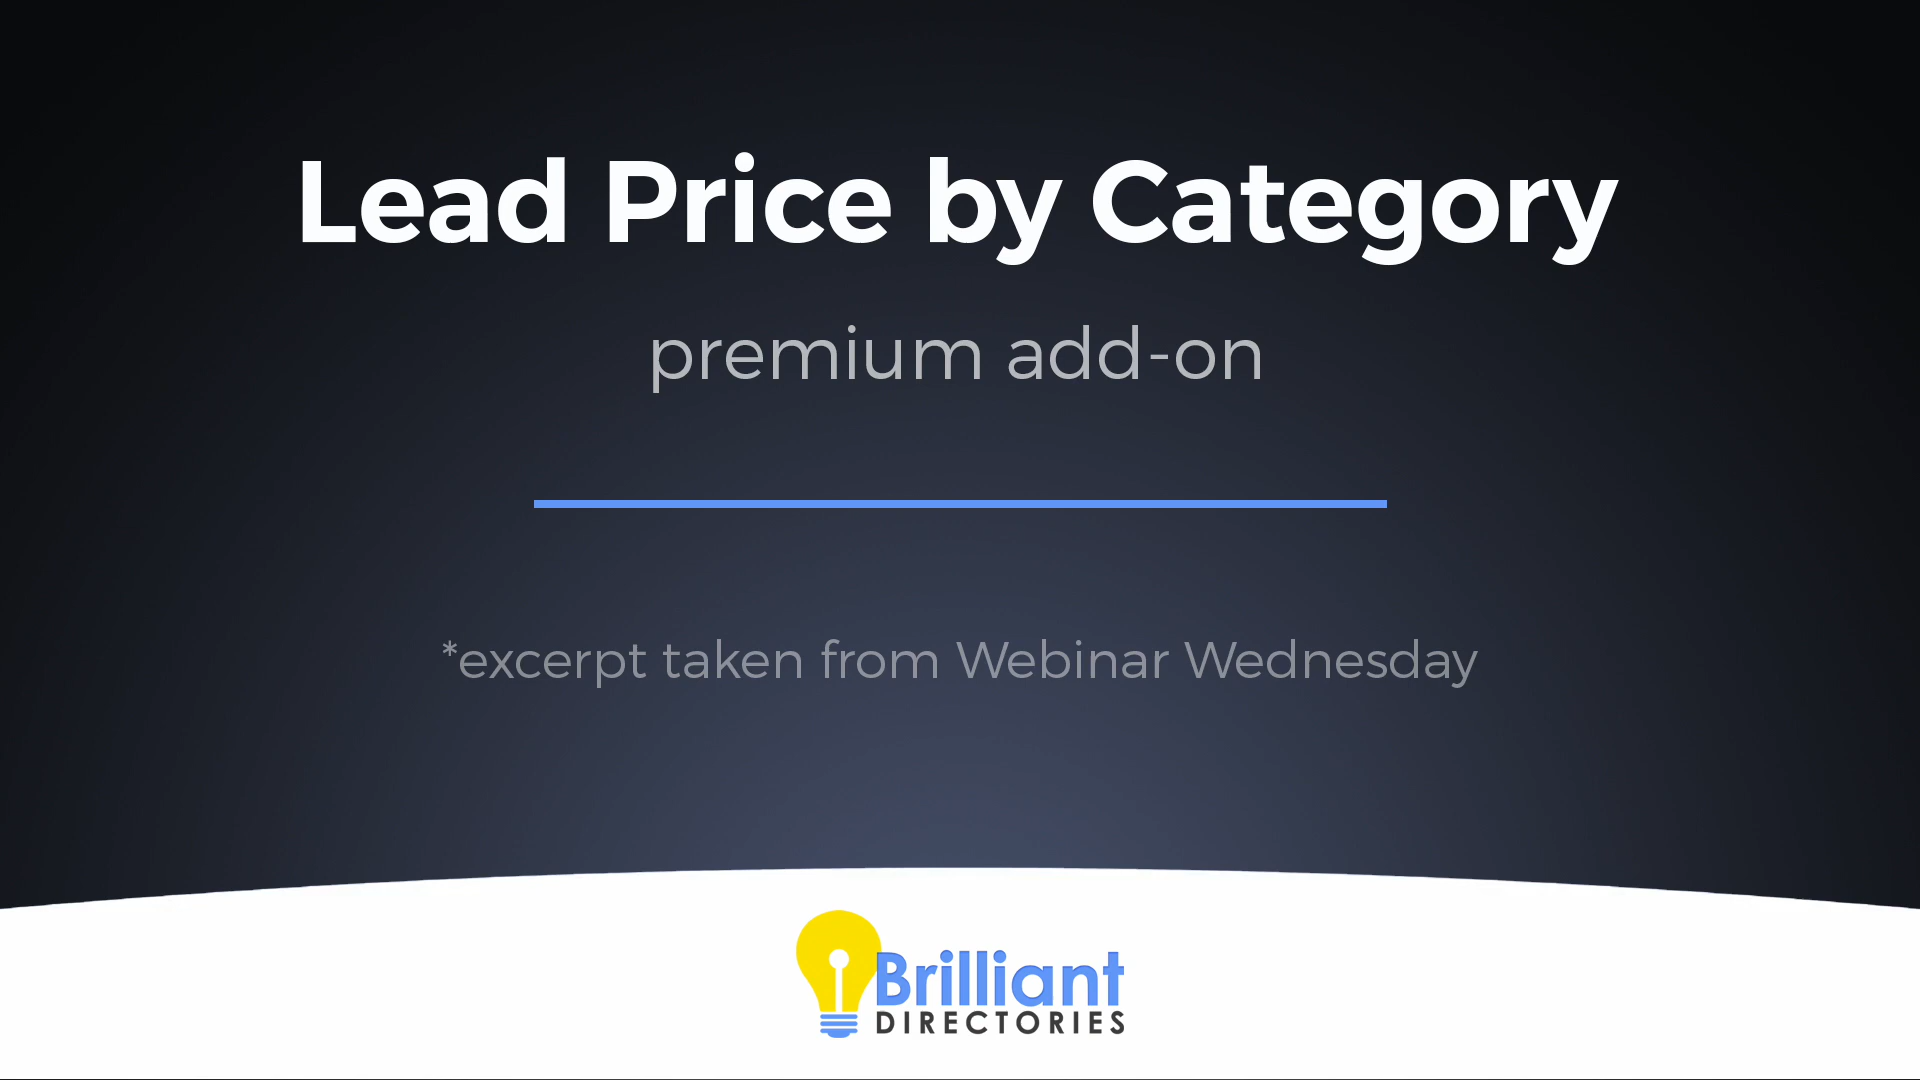 Lead Price by Category
premium add-on
*excerpt taken from Webinar Wednesday
Brilliant
DIRECTORIES